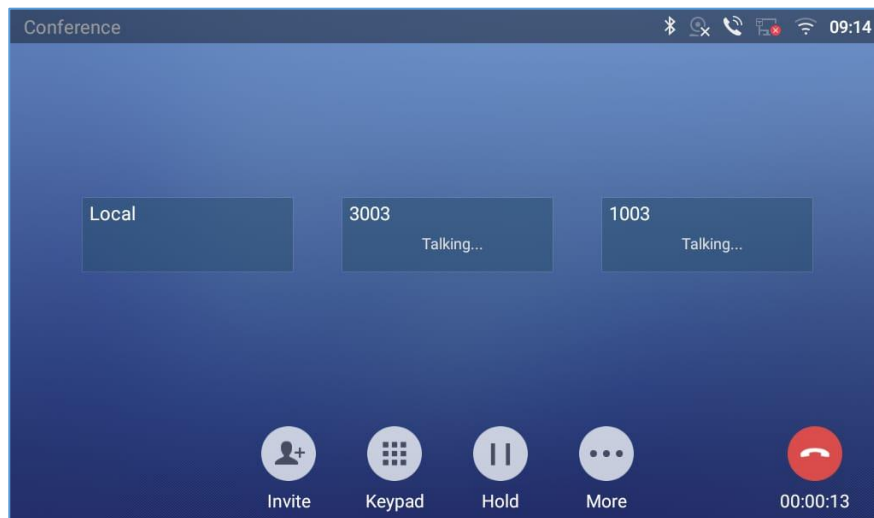 Conference 09:14
Local 3003 1003
Talking... Talking...
Invite Keypad Hold More 00:00:13